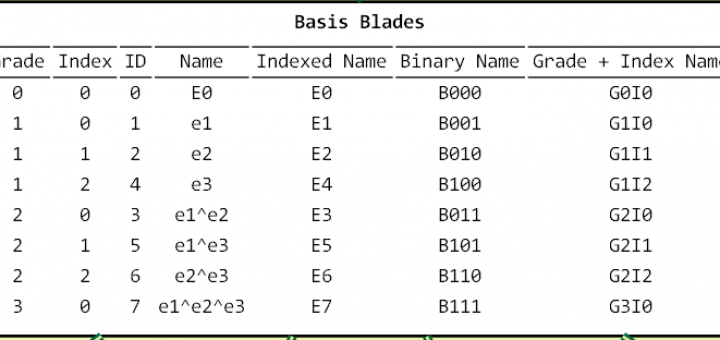 Basis Blades
rade Index ID Name Indexed Name Binary Name Grade + Index Nam
0 0 0 E0 E0 B000 G0I0
1 0 1 e1 E1 B001 G1I0
1 1 2 e2 E2 B010 G1I1
1 2 4 e3 E4 B100 G1I2
2 0 3 e1^e2 E3 B011 G2I0
2 1 5 e1^e3 E5 B101 G2I1
2 2 6 e2^e3 E6 B110 G2I2
3 0 7 e1^e2^e3 E7 B111 G3I0